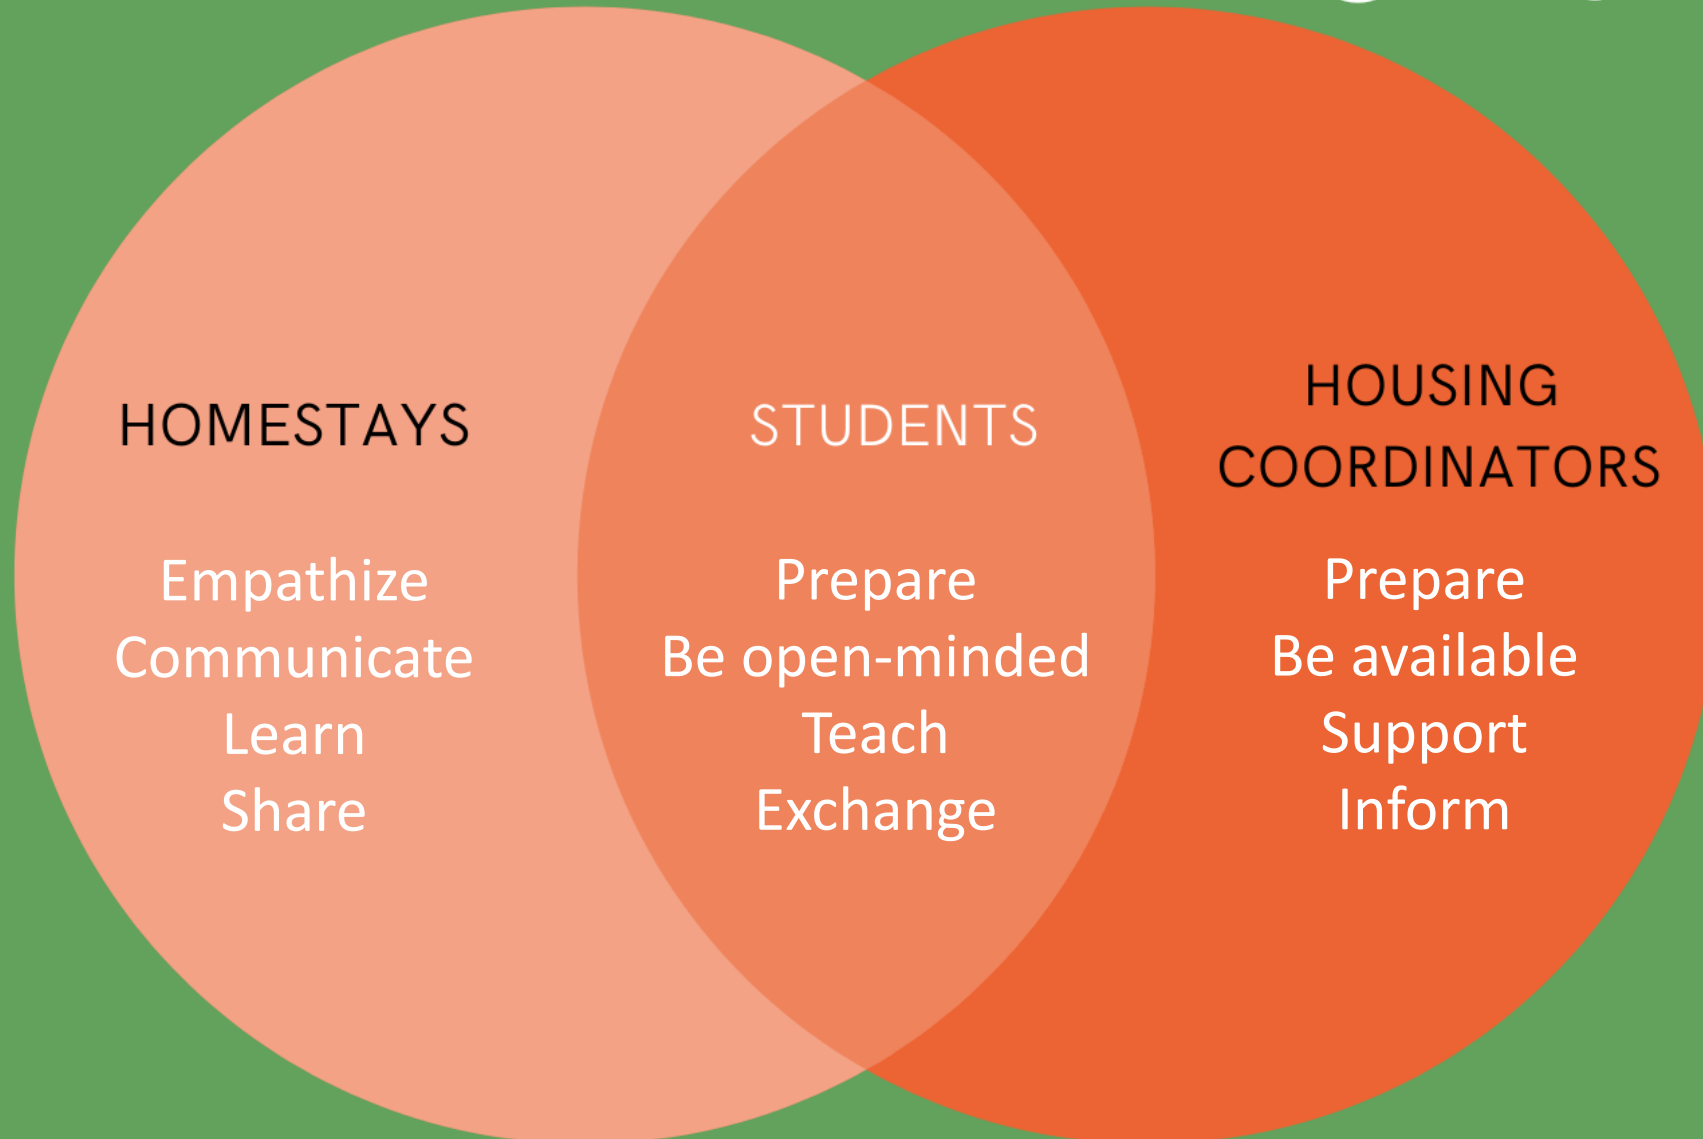 HOMESTAYS
Empathize
Communicate
Learn
Share
STUDENTS
Prepare
Be open-minded
Teach
Exchange
HOUSING
COORDINATORS
Prepare
Be available
Support
Inform